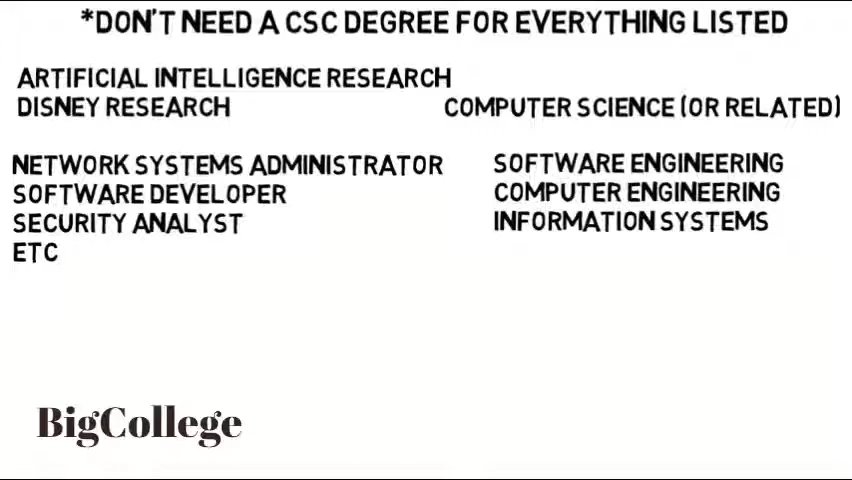 *DON'T NEED A CSC DEGREE FOR EVERYTHING LISTED
ARTIFICIAL INTELLIGENCE RESEARCH
DISNEY RESEARCH
COMPUTER SCIENCE (OR RELATED)
NETWORK SYSTEMS ADMINISTRATOR
SOFTWARE DEVELOPER
SECURITY ANALYST
ETC
SOFTWARE ENGINEERING
COMPUTER ENGINEERING
INFORMATION SYSTEMS
BigCollege